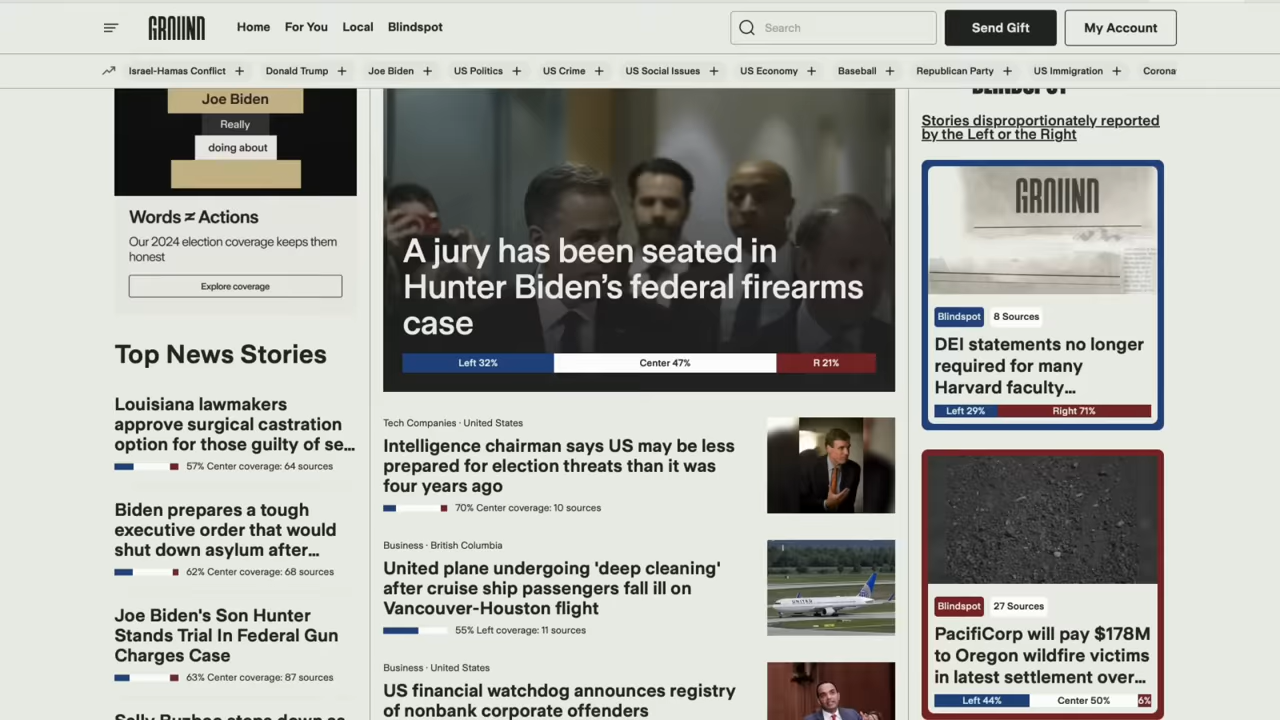 GROUND
Home
For You
Local
Blindspot
Search
Send Gift
My Account
Israel-Hamas Conflict +
Donald Trump +
Joe Biden +
US Politics +
US Crime +
US Social Issues +
US Economy +
Baseball +
Republican Party +
US Immigration +
Corona
Joe Biden
Really
doing about
Words ≠ Actions
Our 2024 election coverage keeps them
honest
Explore coverage
Top News Stories
Louisiana lawmakers
approve surgical castration
option for those guilty of se...
57% Center coverage: 64 sources
Biden prepares a tough
executive order that would
shut down asylum after...
62% Center coverage: 68 sources
Joe Biden's Son Hunter
Stands Trial In Federal Gun
Charges Case
63% Center coverage: 87 sources
A jury has been seated in
Hunter Biden's federal firearms
case
Left 32%
Center 47%
R 21%
Tech Companies · United States
Intelligence chairman says US may be less
prepared for election threats than it was
four years ago
70% Center coverage: 10 sources
Business · British Columbia
United plane undergoing 'deep cleaning'
after cruise ship passengers fall ill on
Vancouver-Houston flight
55% Left coverage: 11 sources
Business · United States
US financial watchdog announces registry
of nonbank corporate offenders
BLINDSPOT
Stories disproportionately reported
by the Left or the Right
GROUND
Blindspot
8 Sources
DEI statements no longer
required for many
Harvard faculty...
Left 29%
Right 71%
Blindspot
27 Sources
PacifiCorp will pay $178M
to Oregon wildfire victims
in latest settlement over...
Left 44%
Center 50%
6%